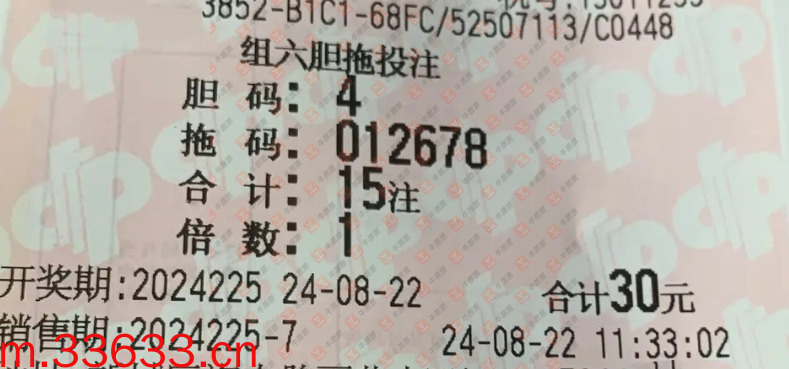 3852-B1C1-68FC/52507113/C0448
组六胆拖投注
胆 码: 4
拖 码: 012678
合 计: 15注
倍 数: 1
开奖期:2024225 24-08-22 合计30元
销售期:2024225-7 24-08-22 11:33:02
m.33633.cn